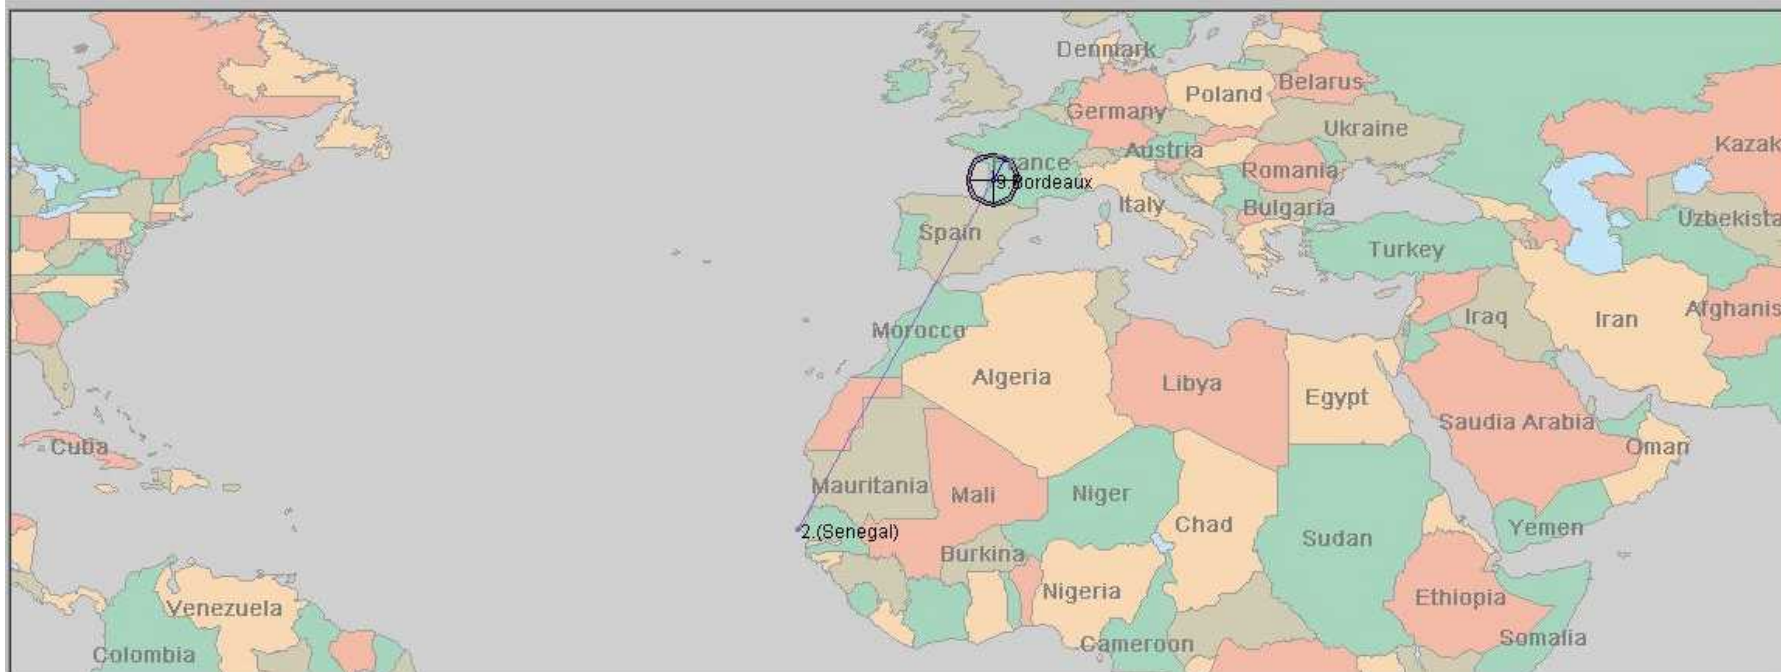 Denmark
Belarus
Poland
Germany
Ukraine
Kazak
Austria
France
Romania
9.Bordeaux
Italy
Bulgaria
Uzbekista
Spain
Turkey
Afghanis
Iraq
Iran
Morocco
Algeria
Libya
Egypt
Saudia Arabia
Cuba
Oman
Mauritania
Mali
Niger
Chad
Yemen
2.(Senegal)
Sudan
Burkina
Nigeria
Ethiopia
Venezuela
Somalia
Cameroon
Colombia